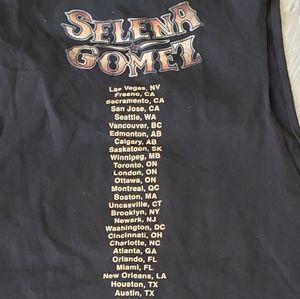 SELENA
GOMEZ
Las Vegas, NV
Fresno, CA
Sacramento, CA
San Jose, CA
Seattle, WA
Vancouver, BC
Edmonton, AB
Calgary, AB
Saskatoon, SK
Winnipeg, MB
Toronto, ON
London, ON
Ottawa, ON
Montreal, QC
Boston, MA
Uncasville, CT
Brooklyn, NY
Newark, NJ
Washington, DC
Cincinnati, OH
Charlotte, NC
Atlanta, GA
Orlando, FL
Miami, FL
New Orleans, LA
Houston, TX
Austin, TX